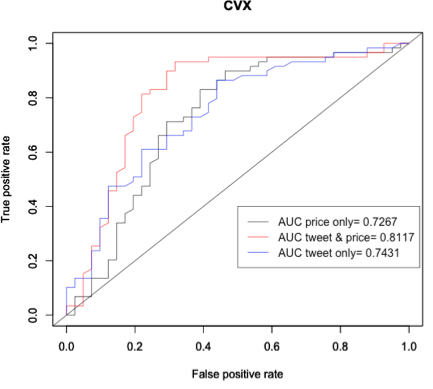 CVX
True positive rate
1.0
0.8
0.6
0.4
0.2
0.0
AUC price only= 0.7267
AUC tweet & price= 0.8117
AUC tweet only= 0.7431
0.0 0.2 0.4 0.6 0.8 1.0
False positive rate